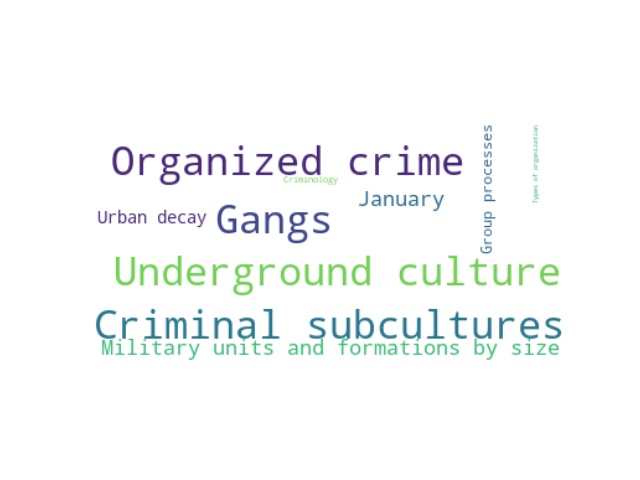 Organized crime
Criminology
January
Urban decay
Gangs
Group processes
Types of organization
Underground culture
Criminal subcultures
Military units and formations by size